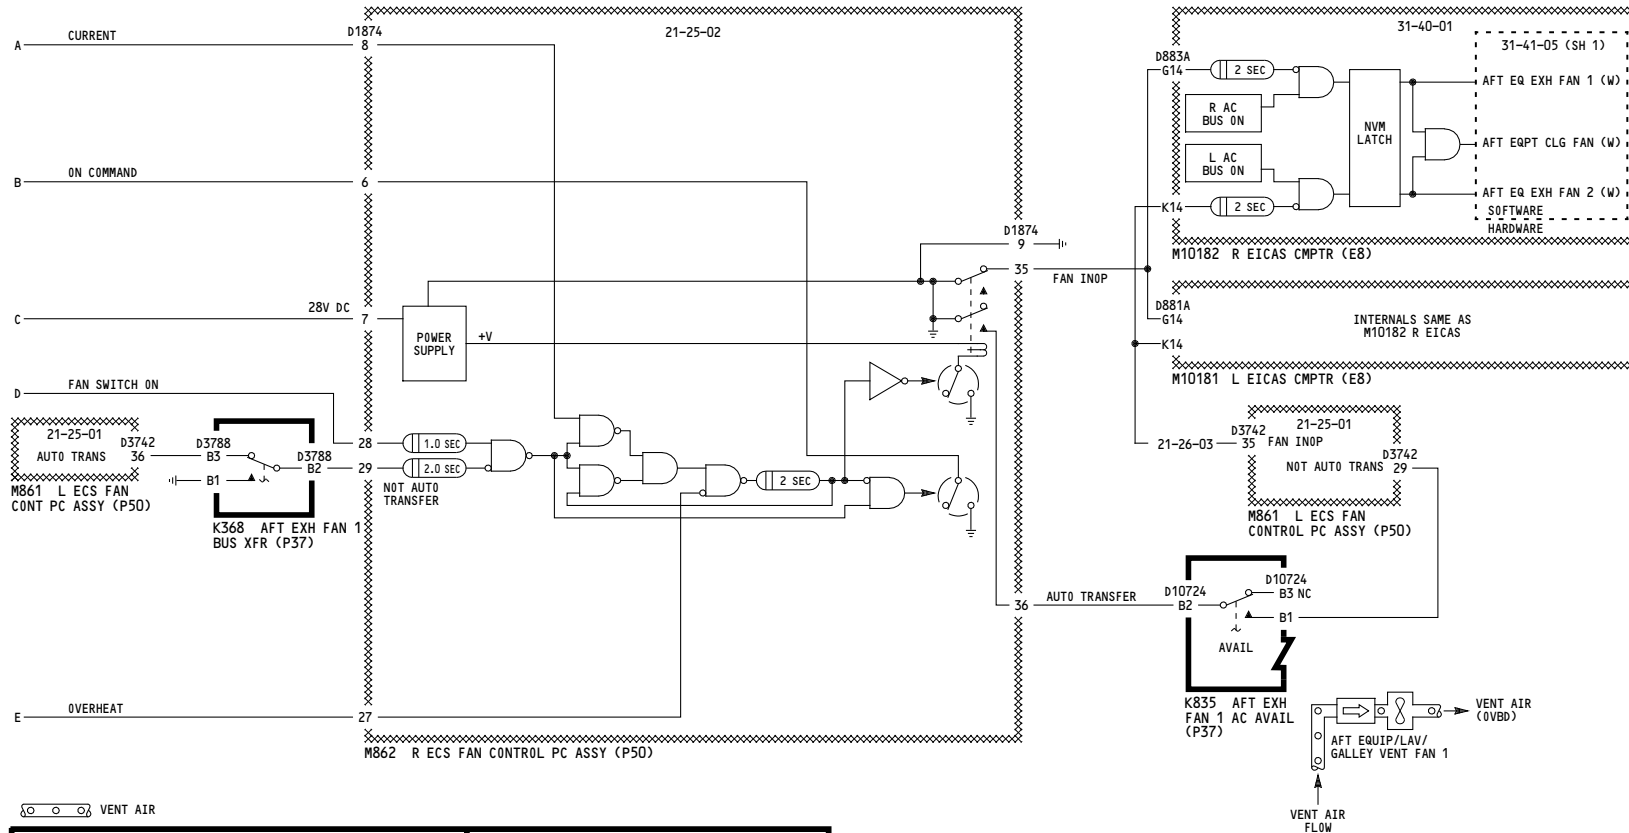 A
CURRENT
D1874
8
21-25-02
B
ON COMMAND
6
C
28V DC
7
POWER
SUPPLY
+V
D
FAN SWITCH ON
21-25-01
AUTO TRANS
D3742
36
M861 L ECS FAN
CONT PC ASSY (P50)
D3788
B3
B1
D3788
B2
K368 AFT EXH FAN 1
BUS XFR (P37)
28
29
1.0 SEC
2.0 SEC
NOT AUTO
TRANSFER
2 SEC
E
OVERHEAT
27
M862 R ECS FAN CONTROL PC ASSY (P50)
D1874
9
35
FAN INOP
36
AUTO TRANSFER
31-40-01
31-41-05 (SH 1)
D883A
G14
2 SEC
R AC
BUS ON
L AC
BUS ON
K14
2 SEC
NVM
LATCH
AFT EQ EXH FAN 1 (W)
AFT EQPT CLG FAN (W)
AFT EQ EXH FAN 2 (W)
SOFTWARE
HARDWARE
M10182 R EICAS CMPTR (E8)
D881A
G14
K14
INTERNALS SAME AS
M10182 R EICAS
M10181 L EICAS CMPTR (E8)
21-26-03
D3742
35
21-25-01
FAN INOP
NOT AUTO TRANS
D3742
29
M861 L ECS FAN
CONTROL PC ASSY (P50)
D10724
B2
D10724
B3 NC
B1
AVAIL
K835 AFT EXH
FAN 1 AC AVAIL
(P37)
VENT AIR
(OVBD)
AFT EQUIP/LAV/
GALLEY VENT FAN 1
VENT AIR
FLOW
VENT AIR